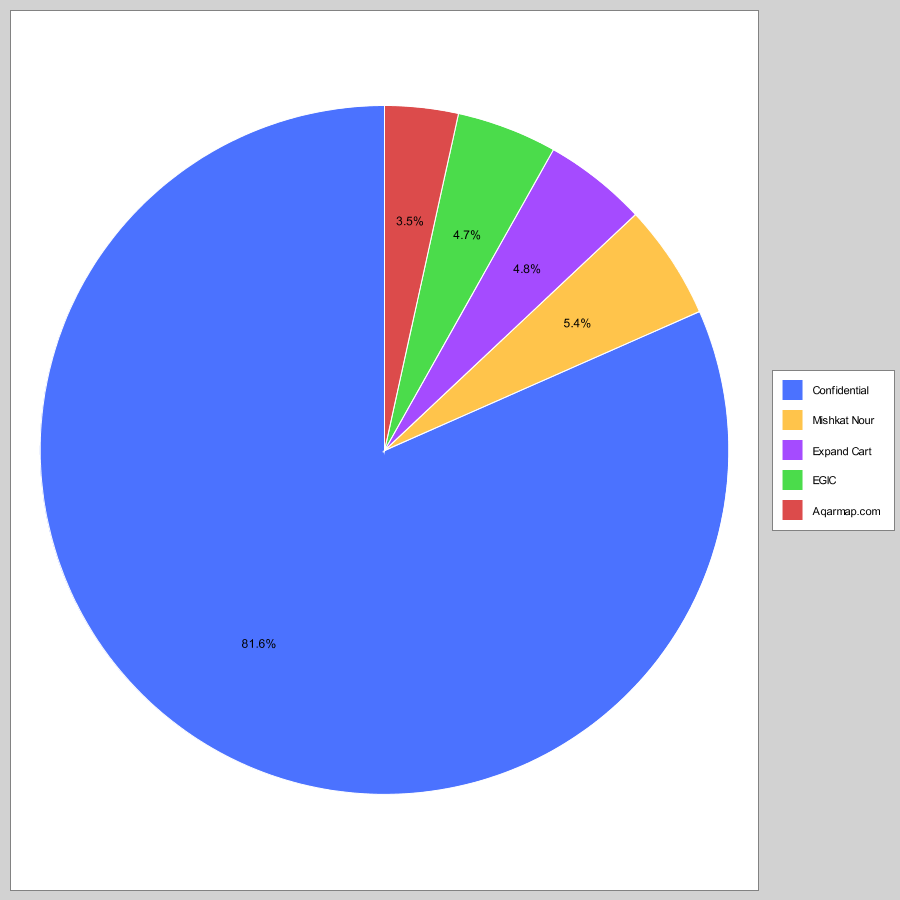 3.5%
4.7%
4.8%
5.4%
81.6%
Confidential
Mishkat Nour
Expand Cart
EGIC
Aqarmap.com